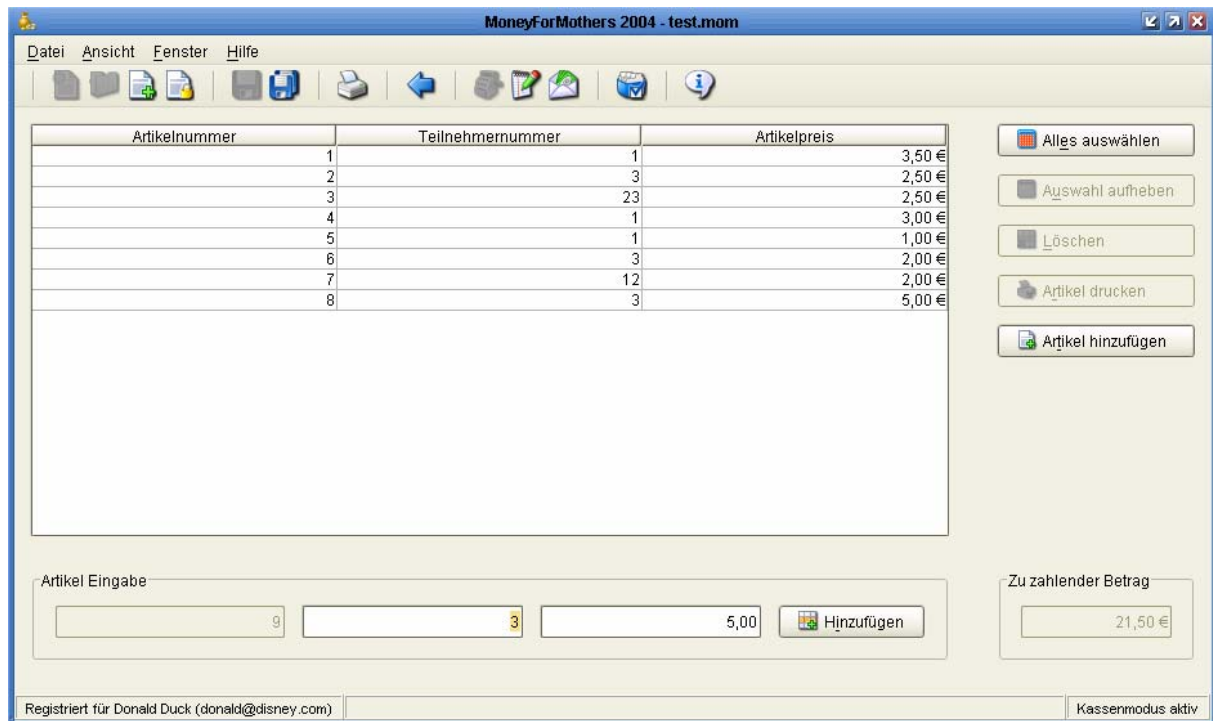 MoneyForMothers 2004 - test.mom
Datei Ansicht Fenster Hilfe
Artikelnummer Teilnehmernummer Artikelpreis
1 1 3,50 €
2 3 2,50 €
3 23 2,50 €
4 1 3,00 €
5 1 1,00 €
6 3 2,00 €
7 12 2,00 €
8 3 5,00 €
Alles auswählen
Auswahl aufheben
Löschen
Artikel drucken
Artikel hinzufügen
Artikel Eingabe
9 3 5,00 Hinzufügen
Zu zahlender Betrag
21,50 €
Registriert für Donald Duck (donald@disney.com)
Kassenmodus aktiv